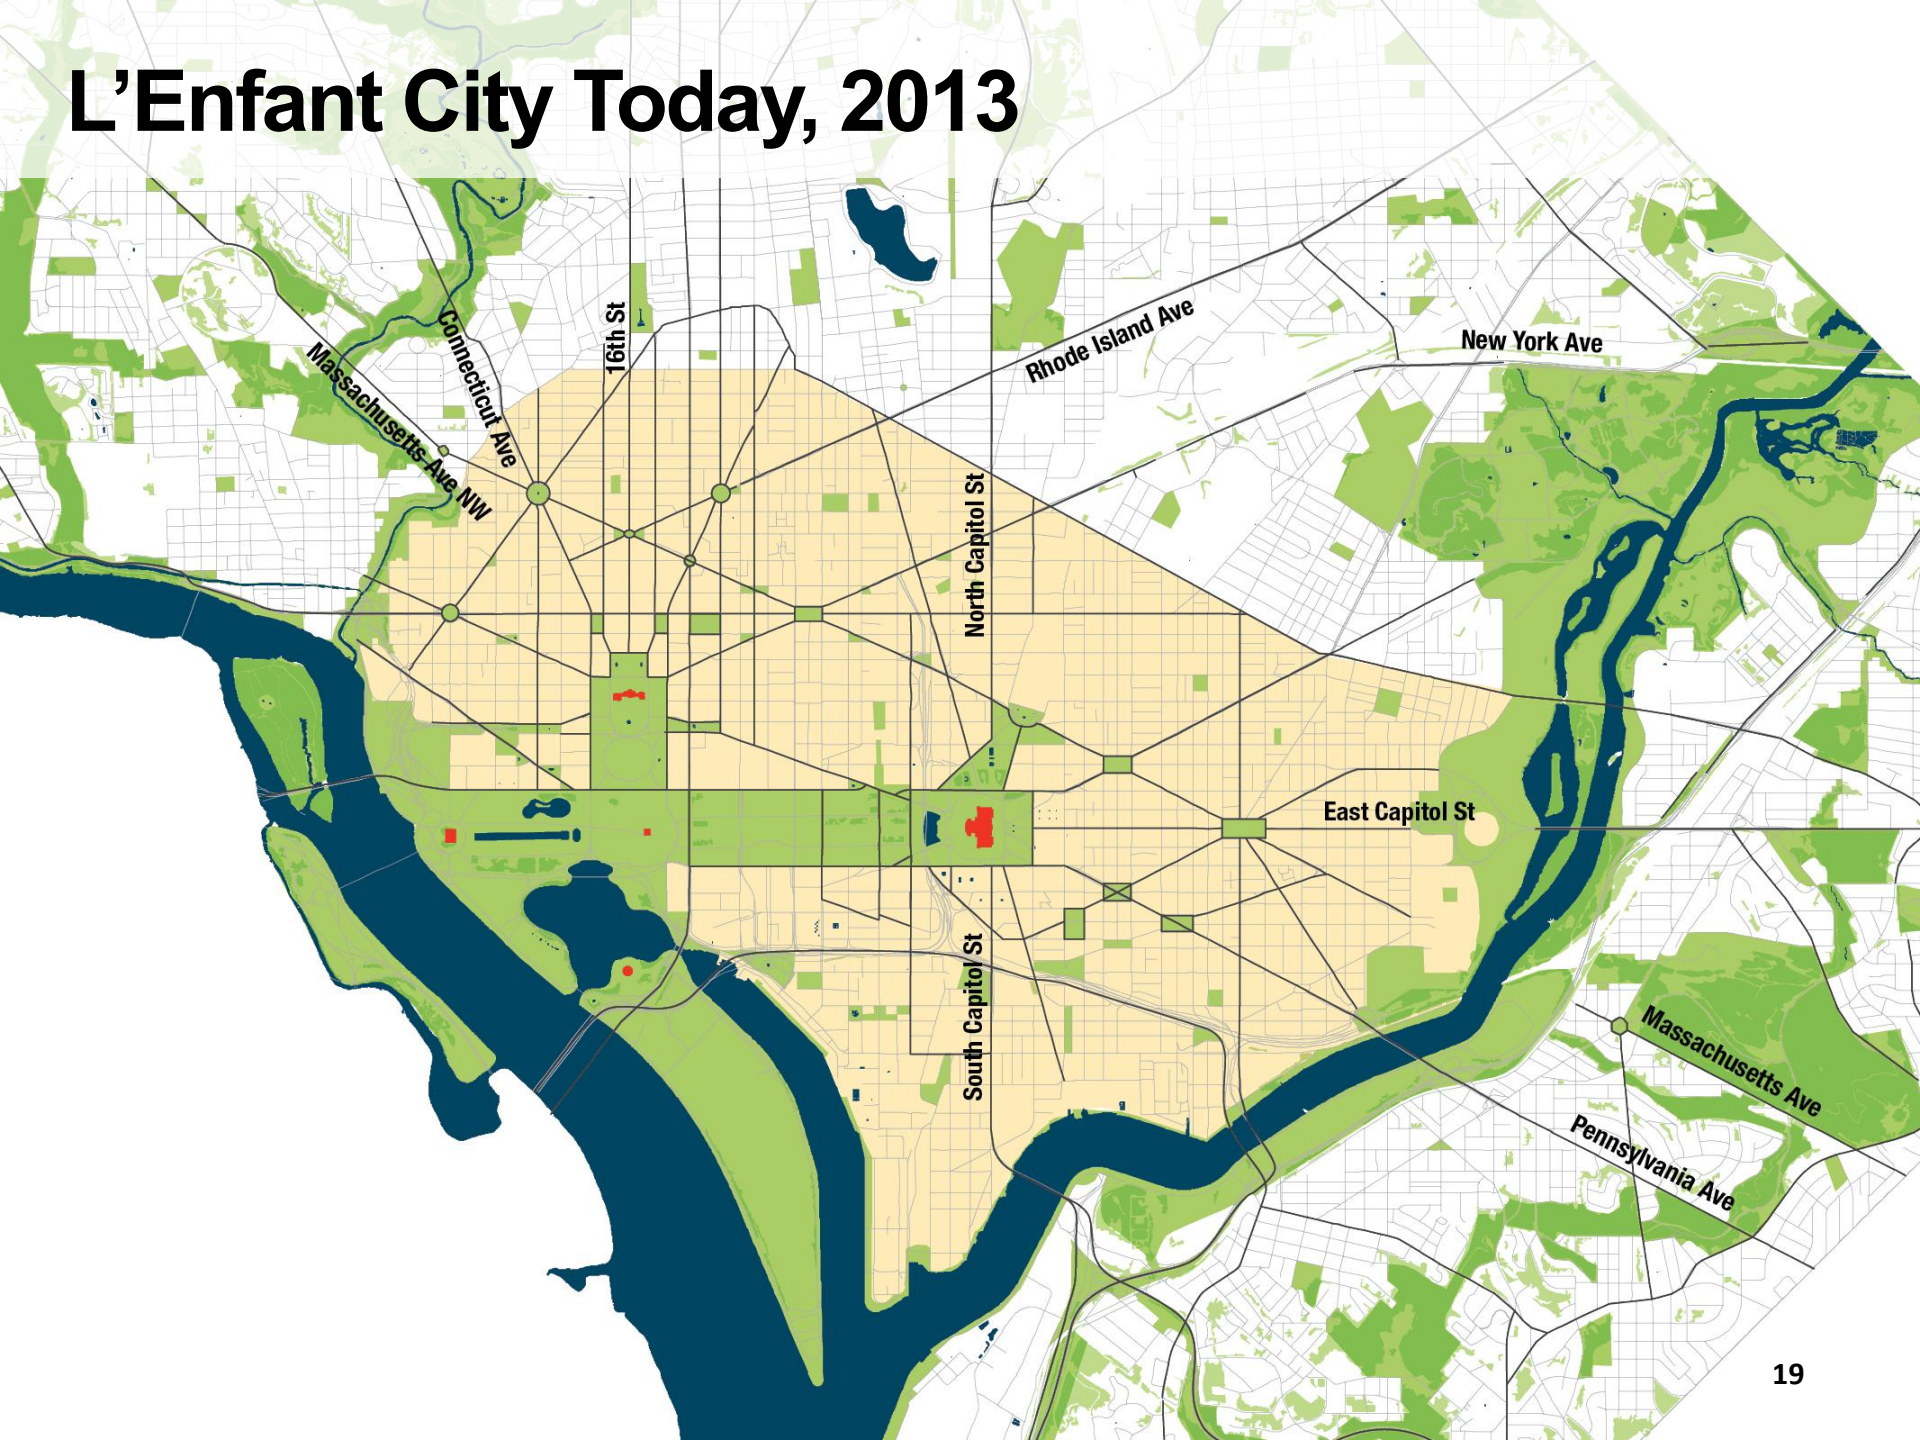 L’Enfant City Today, 2013
16th St
Connecticut Ave
Massachusetts Ave NW
Rhode Island Ave
New York Ave
North Capitol St
East Capitol St
South Capitol St
Massachusetts Ave
Pennsylvania Ave
19